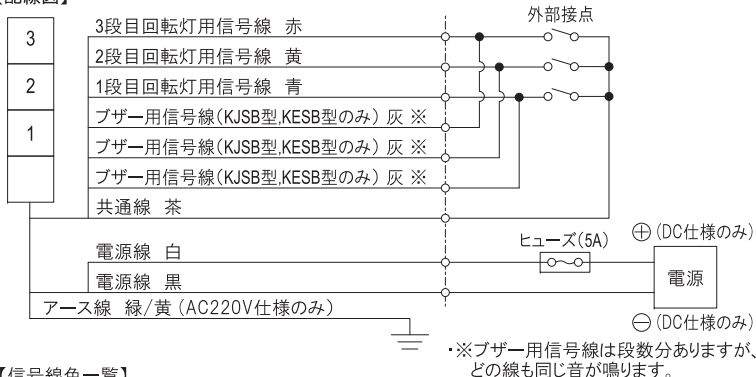 【配線図】
外部接点
3
2
1
3段目回転灯用信号線 赤
2段目回転灯用信号線 黄
1段目回転灯用信号線 青
ブザー用信号線(KJSB型,KESB型のみ) 灰 ※
ブザー用信号線(KJSB型,KESB型のみ) 灰 ※
ブザー用信号線(KJSB型,KESB型のみ) 灰 ※
共通線 茶
電源線 白
電源線 黒
アース線 緑/黄 (AC220V仕様のみ)
ヒューズ(5A)
⊕(DC仕様のみ)
電源
⊖(DC仕様のみ)
・※ブザー用信号線は段数分ありますが、
どの線も同じ音が鳴ります。
【信号線色一覧】